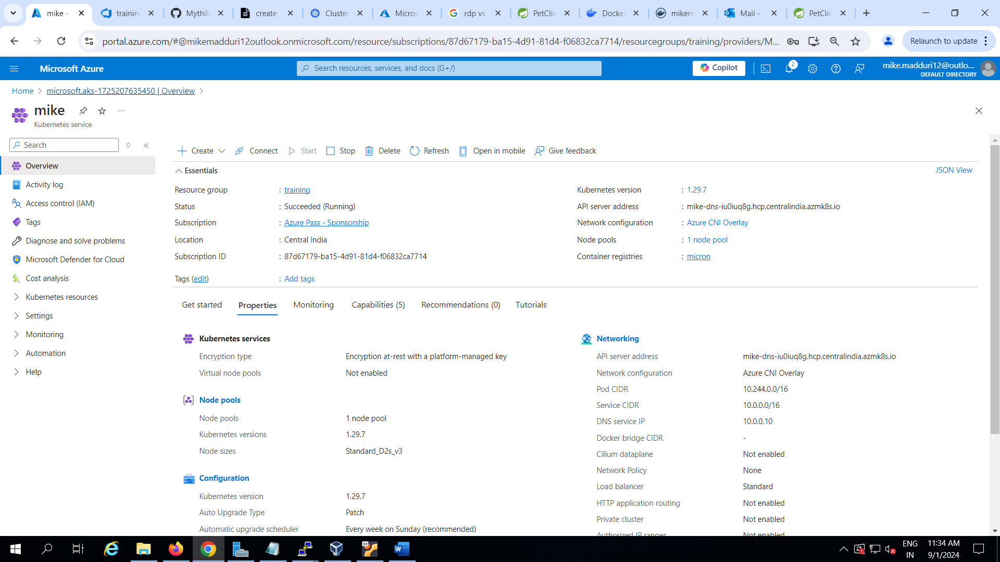 mike -
training
Mythile
create
Cluster
Micros
rdp vs
PetClin
Docker
mikere
Mail -
PetClin
portal.azure.com/#@mikemadduri12outlook.onmicrosoft.com/resource/subscriptions/87d67179-ba15-4d91-81d4-f06832ca7714/resourcegroups/training/providers/M...
Relaunch to update
Microsoft Azure
Search resources, services, and docs (G+/)
Copilot
2
mike.madduri12@outlo...
DEFAULT DIRECTORY
Home > microsoft.aks-1725207635450 | Overview >
mike
Kubernetes service
Search
Overview
Activity log
Access control (IAM)
Tags
Diagnose and solve problems
Microsoft Defender for Cloud
Cost analysis
Kubernetes resources
Settings
Monitoring
Automation
Help
Create Connect Start Stop Delete Refresh Open in mobile Give feedback
Essentials
JSON View
Resource group : training
Status : Succeeded (Running)
Subscription : Azure Pass - Sponsorship
Location : Central India
Subscription ID : 87d67179-ba15-4d91-81d4-f06832ca7714
Kubernetes version : 1.29.7
API server address : mike-dns-iu0iuq8g.hcp.centralindia.azmk8s.io
Network configuration : Azure CNI Overlay
Node pools : 1 node pool
Container registries : micron
Tags (edit) : Add tags
Get started Properties Monitoring Capabilities (5) Recommendations (0) Tutorials
Kubernetes services
Encryption type Encryption at-rest with a platform-managed key
Virtual node pools Not enabled
Node pools
Node pools 1 node pool
Kubernetes versions 1.29.7
Node sizes Standard_D2s_v3
Configuration
Kubernetes version 1.29.7
Auto Upgrade Type Patch
Automatic upgrade scheduler Every week on Sunday (recommended)
Networking
API server address mike-dns-iu0iuq8g.hcp.centralindia.azmk8s.io
Network configuration Azure CNI Overlay
Pod CIDR 10.244.0.0/16
Service CIDR 10.0.0.0/16
DNS service IP 10.0.0.10
Docker bridge CIDR -
Cilium dataplane Not enabled
Network Policy None
Load balancer Standard
HTTP application routing Not enabled
Private cluster Not enabled
Authorized IP ranges Not enabled
64
ENG
IN
11:34 AM
9/1/2024